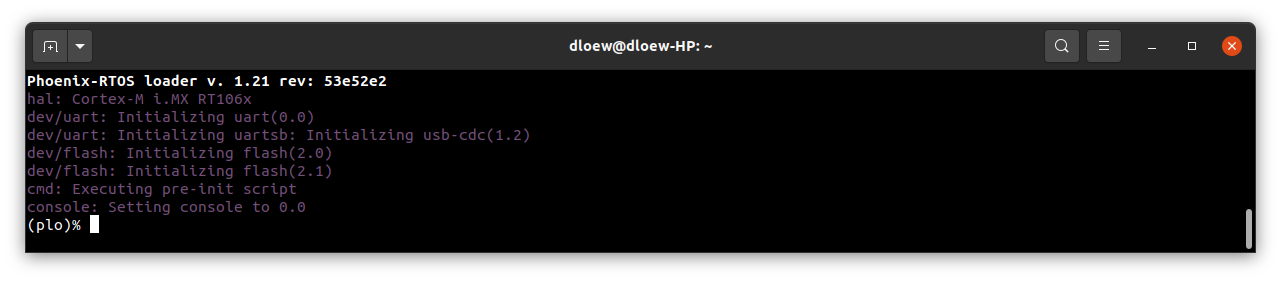 dloew@dloew-HP: ~
Phoenix-RTOS loader v. 1.21 rev: 53e52e2
hal: Cortex-M i.MX RT106x
dev/uart: Initializing uart(0.0)
dev/uart: Initializing uartsb: Initializing usb-cdc(1.2)
dev/flash: Initializing flash(2.0)
dev/flash: Initializing flash(2.1)
cmd: Executing pre-init script
console: Setting console to 0.0
(plo)%